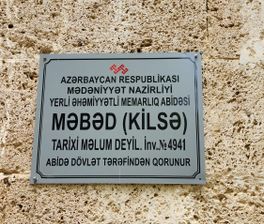 AZƏRBAYCAN RESPUBLİKASI
MƏDƏNİYYƏT NAZİRLİYİ
YERLİ ƏHƏMİYYƏTLİ MEMARLIQ ABİDƏSİ
MƏBƏD (KİLSƏ)
TARİXİ MƏLUM DEYİL. İnv.№4941
ABİDƏ DÖVLƏT TƏRƏFİNDƏN QORUNUR